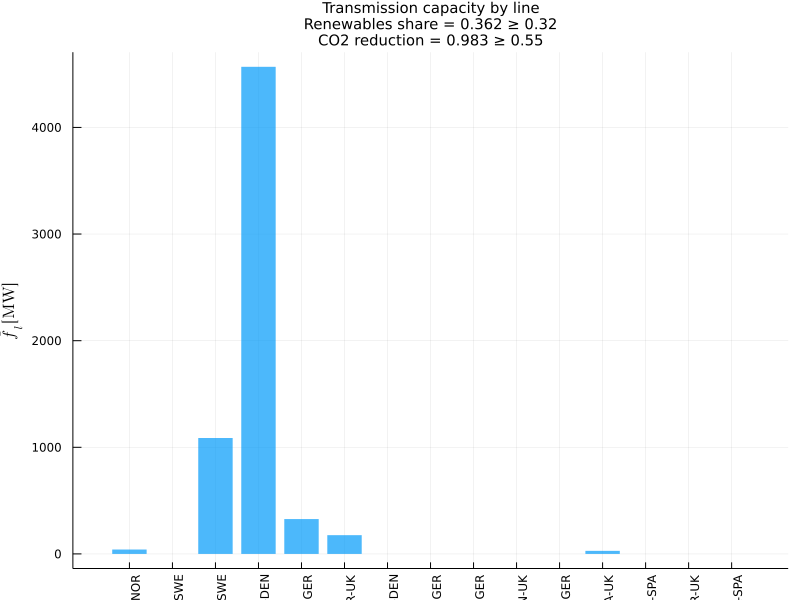 Transmission capacity by line
Renewables share = 0.362 ≥ 0.32
CO2 reduction = 0.983 ≥ 0.55
4000
3000
2000
1000
0
f̄_l [MW]
NOR
SWE
SWE
DEN
GER
R-UK
DEN
GER
GER
N-UK
GER
A-UK
-SPA
R-UK
-SPA